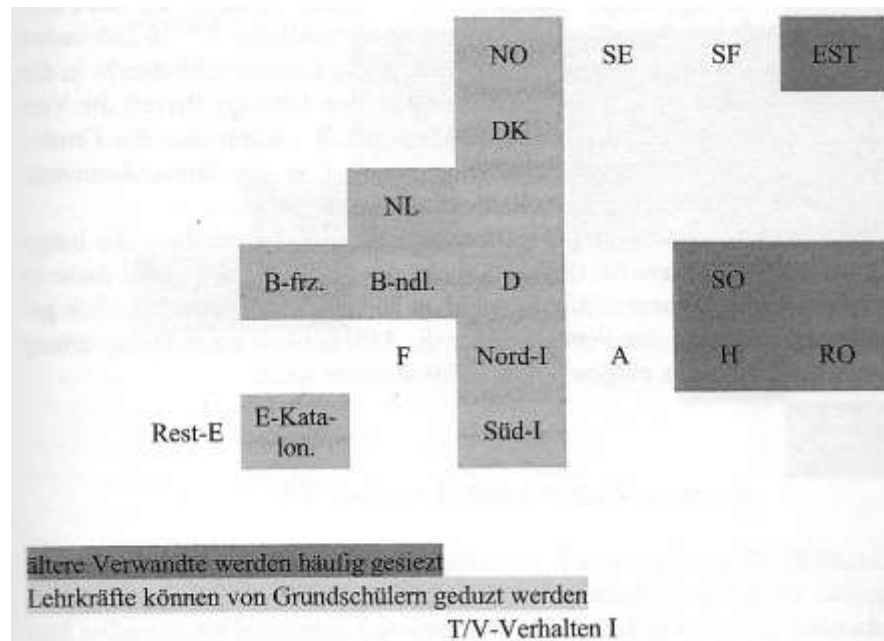 NO SE SF EST
DK
NL
B-frz. B-ndl. D SO
F Nord-I A H RO
Rest-E E-Kata-
lon. Süd-I
ältere Verwandte werden häufig gesiezt
Lehrkräfte können von Grundschülern geduzt werden
T/V-Verhalten I